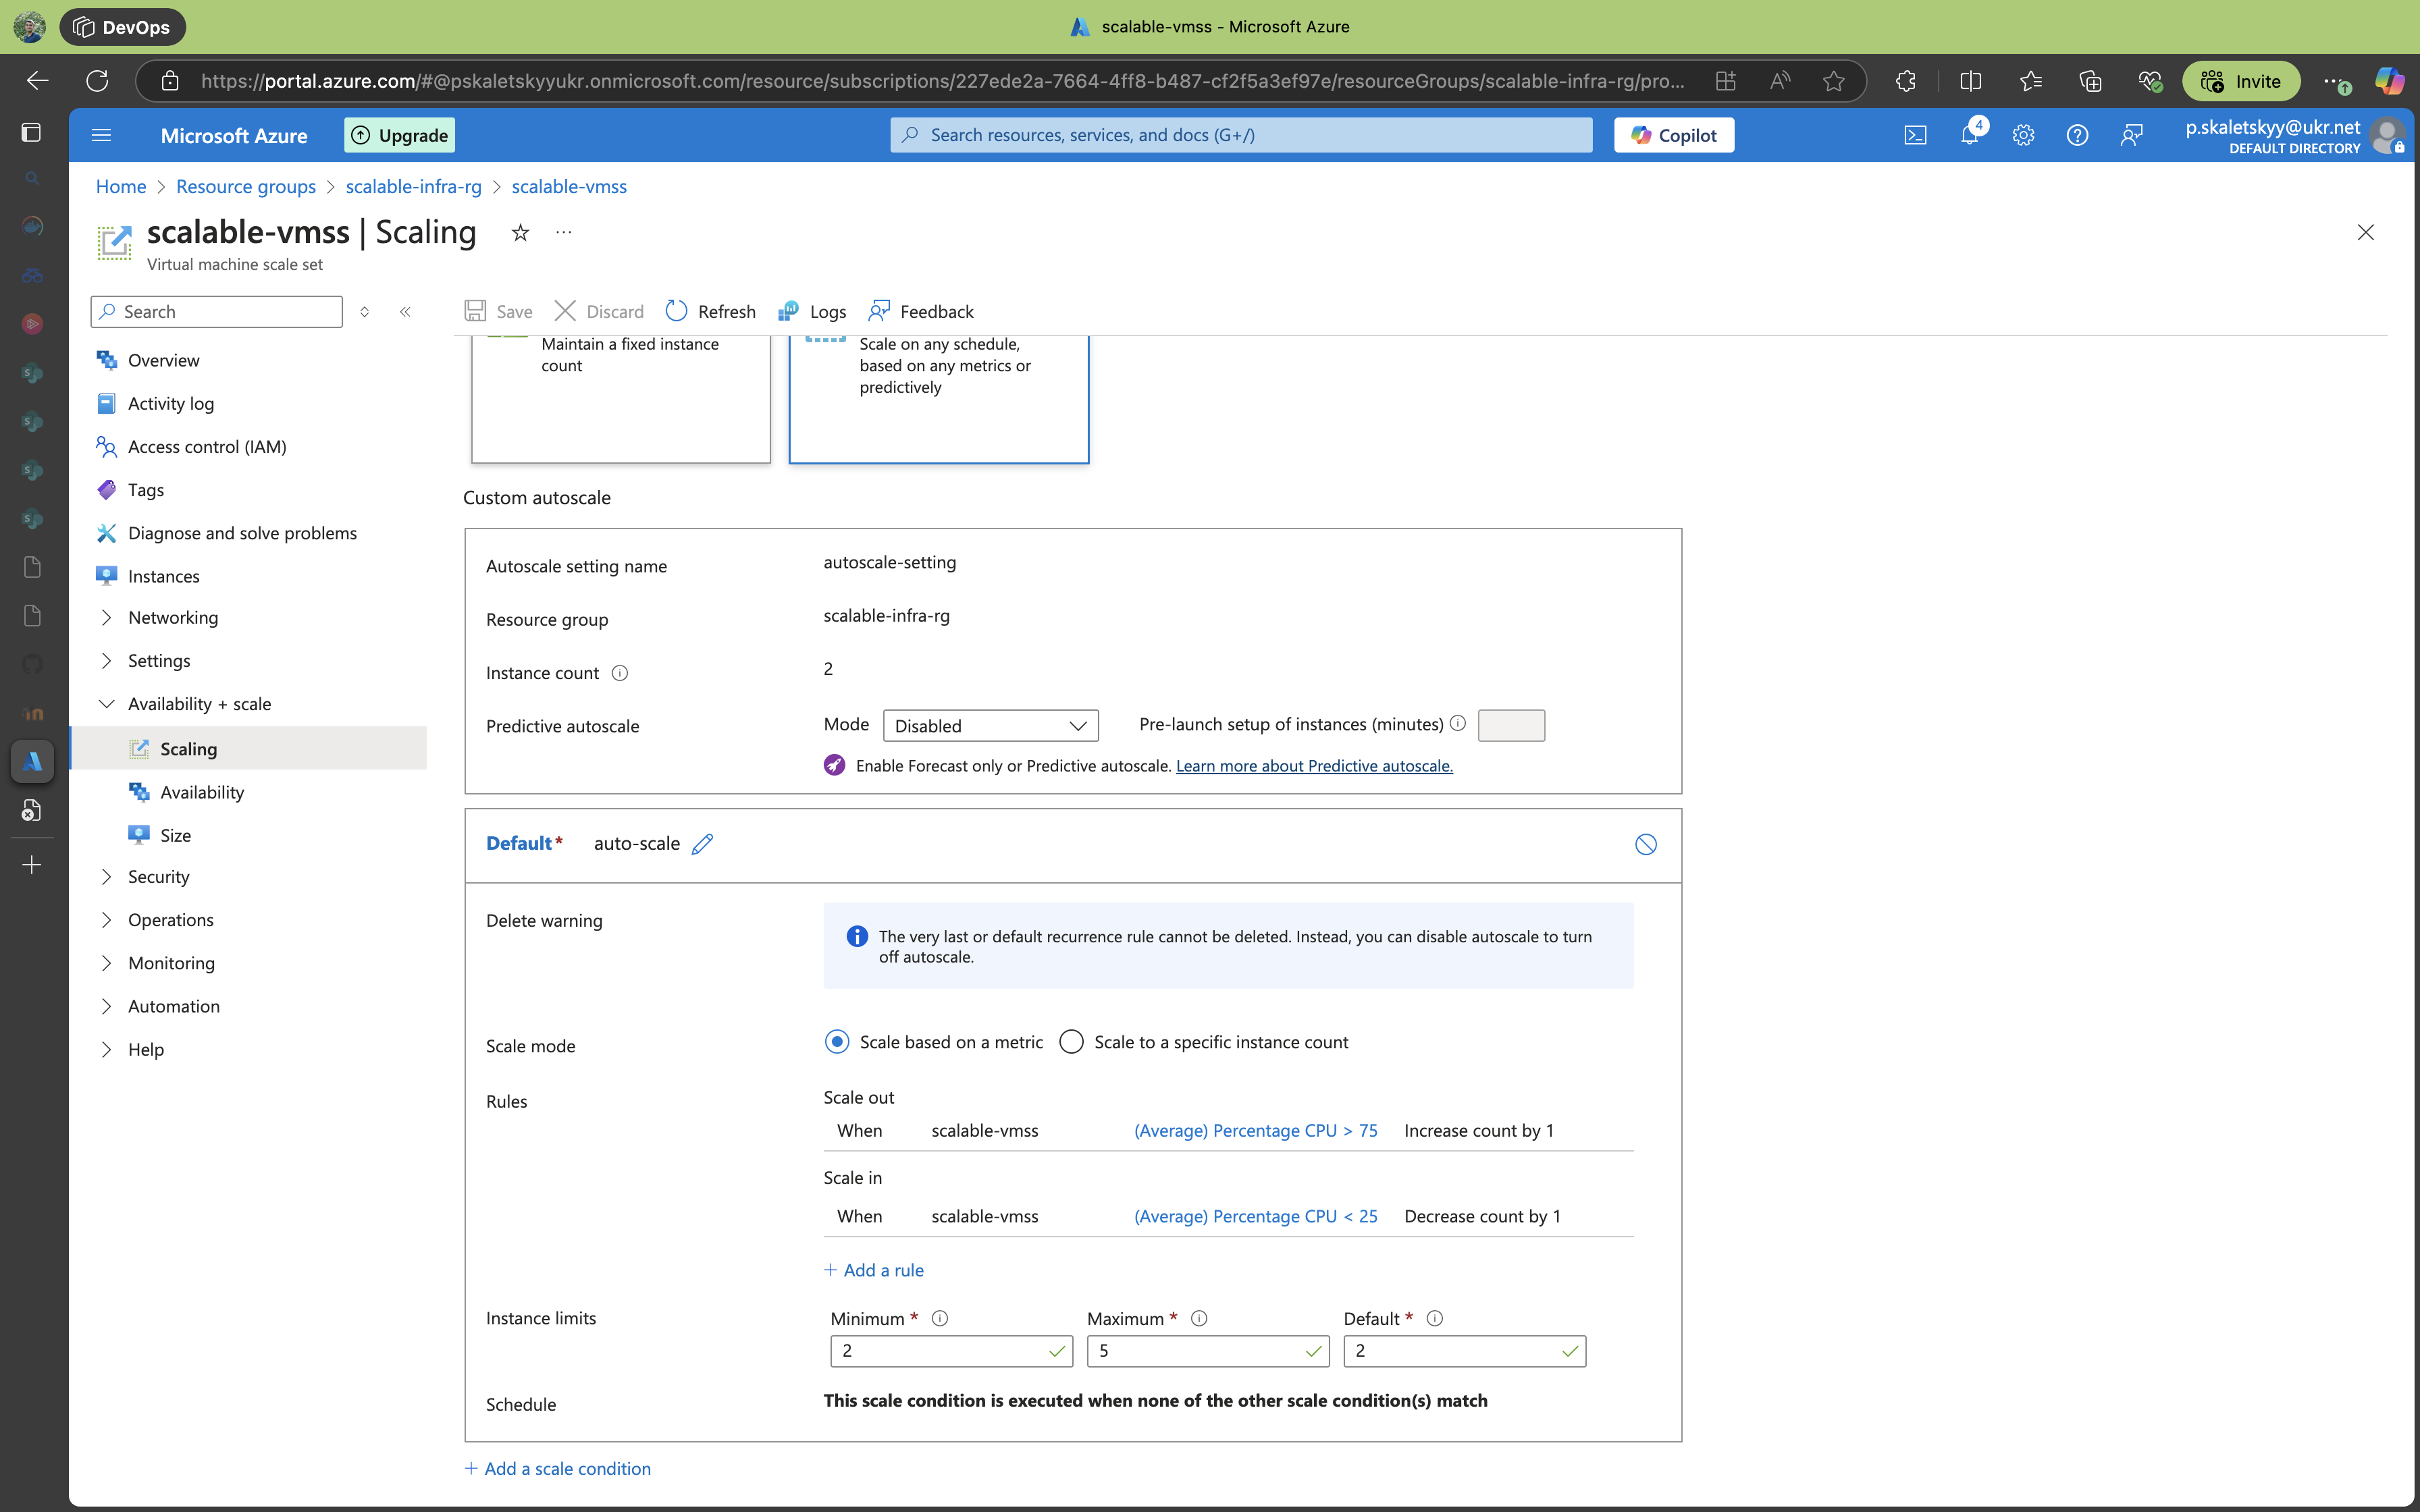 DevOps
scalable-vmss - Microsoft Azure
https://portal.azure.com/#@pskaletskyyukr.onmicrosoft.com/resource/subscriptions/227ede2a-7664-4ff8-b487-cf2f5a3ef97e/resourceGroups/scalable-infra-rg/pro...
Invite
Microsoft Azure
Upgrade
Search resources, services, and docs (G+/)
Copilot
4
p.skaletskyy@ukr.net
DEFAULT DIRECTORY
Home > Resource groups > scalable-infra-rg > scalable-vmss
scalable-vmss | Scaling
Virtual machine scale set
Search
Save
Discard
Refresh
Logs
Feedback
Overview
Activity log
Access control (IAM)
Tags
Diagnose and solve problems
Instances
Networking
Settings
Availability + scale
Scaling
Availability
Size
Security
Operations
Monitoring
Automation
Help
Maintain a fixed instance
count
Scale on any schedule,
based on any metrics or
predictively
Custom autoscale
Autoscale setting name autoscale-setting
Resource group scalable-infra-rg
Instance count 2
Predictive autoscale Mode Disabled Pre-launch setup of instances (minutes)
Enable Forecast only or Predictive autoscale. Learn more about Predictive autoscale.
Default* auto-scale
Delete warning
The very last or default recurrence rule cannot be deleted. Instead, you can disable autoscale to turn
off autoscale.
Scale mode Scale based on a metric Scale to a specific instance count
Rules
Scale out
When scalable-vmss (Average) Percentage CPU > 75 Increase count by 1
Scale in
When scalable-vmss (Average) Percentage CPU < 25 Decrease count by 1
+ Add a rule
Instance limits Minimum * Maximum * Default *
2 5 2
Schedule This scale condition is executed when none of the other scale condition(s) match
+ Add a scale condition